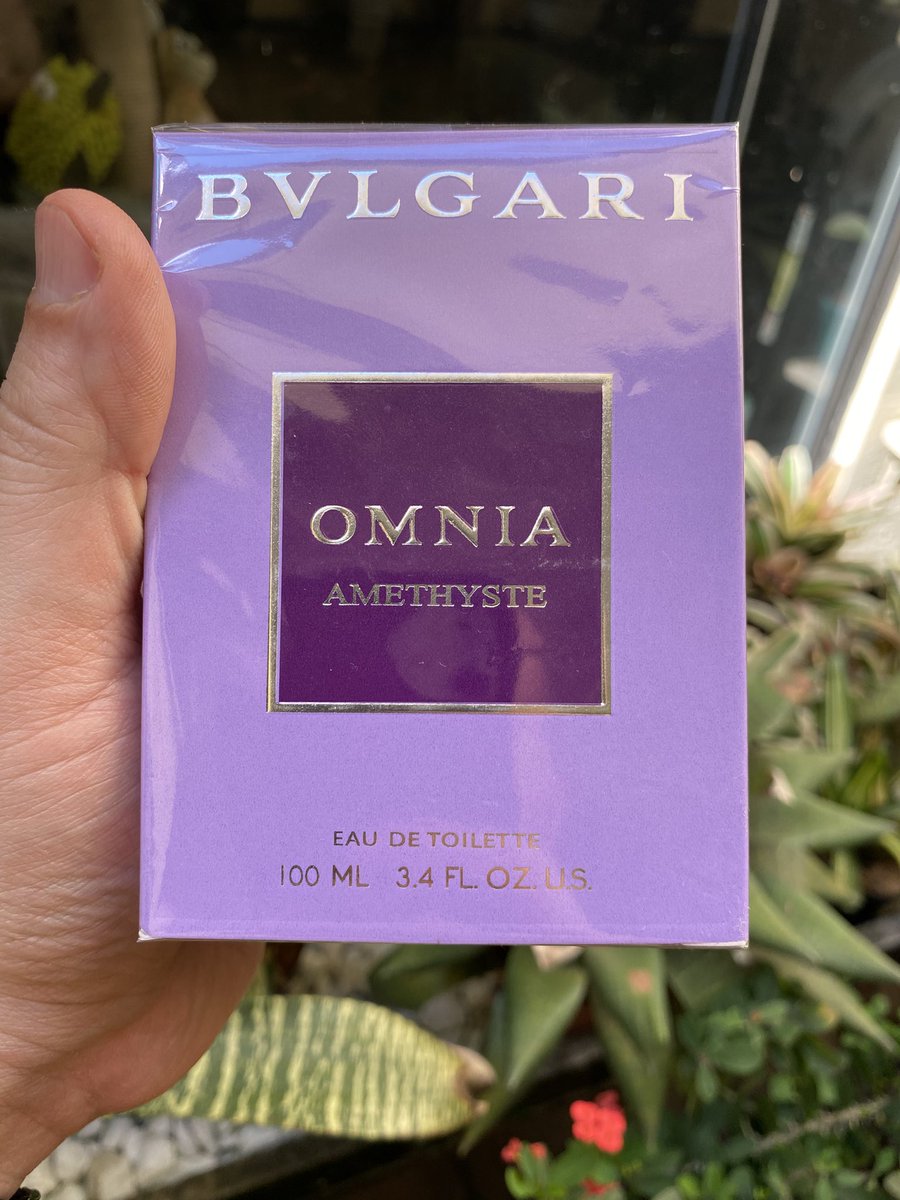 BVLGARI
OMNIA
AMETHYSTE
EAU DE TOILETTE
100 ML 3.4 FL. OZ. U.S.